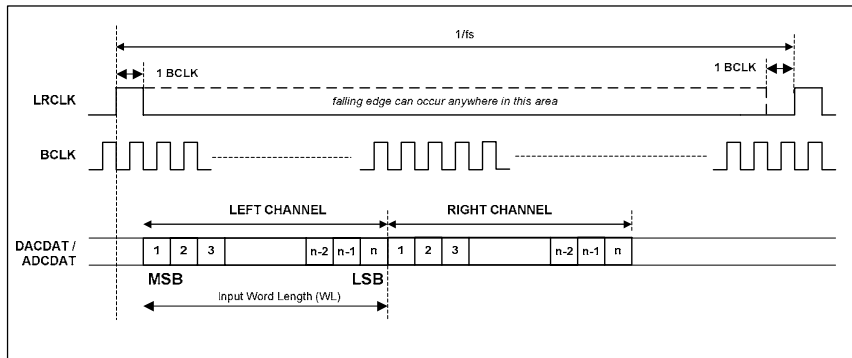 1/fs
1 BCLK
1 BCLK
LRCLK
falling edge can occur anywhere in this area
BCLK
LEFT CHANNEL
RIGHT CHANNEL
DACDAT /
ADCDAT
1 2 3 n-2 n-1 n 1 2 3 n-2 n-1 n
MSB LSB
Input Word Length (WL)